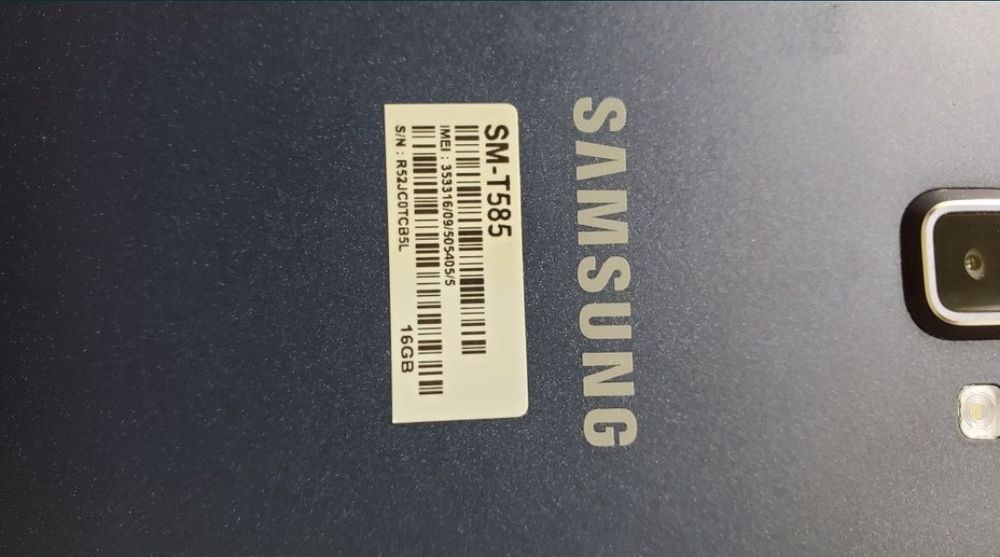 SAMSUNG
SM-T585
IMEI : 353316/09/505405/5
S/N : R52JC0TCB5L
16GB